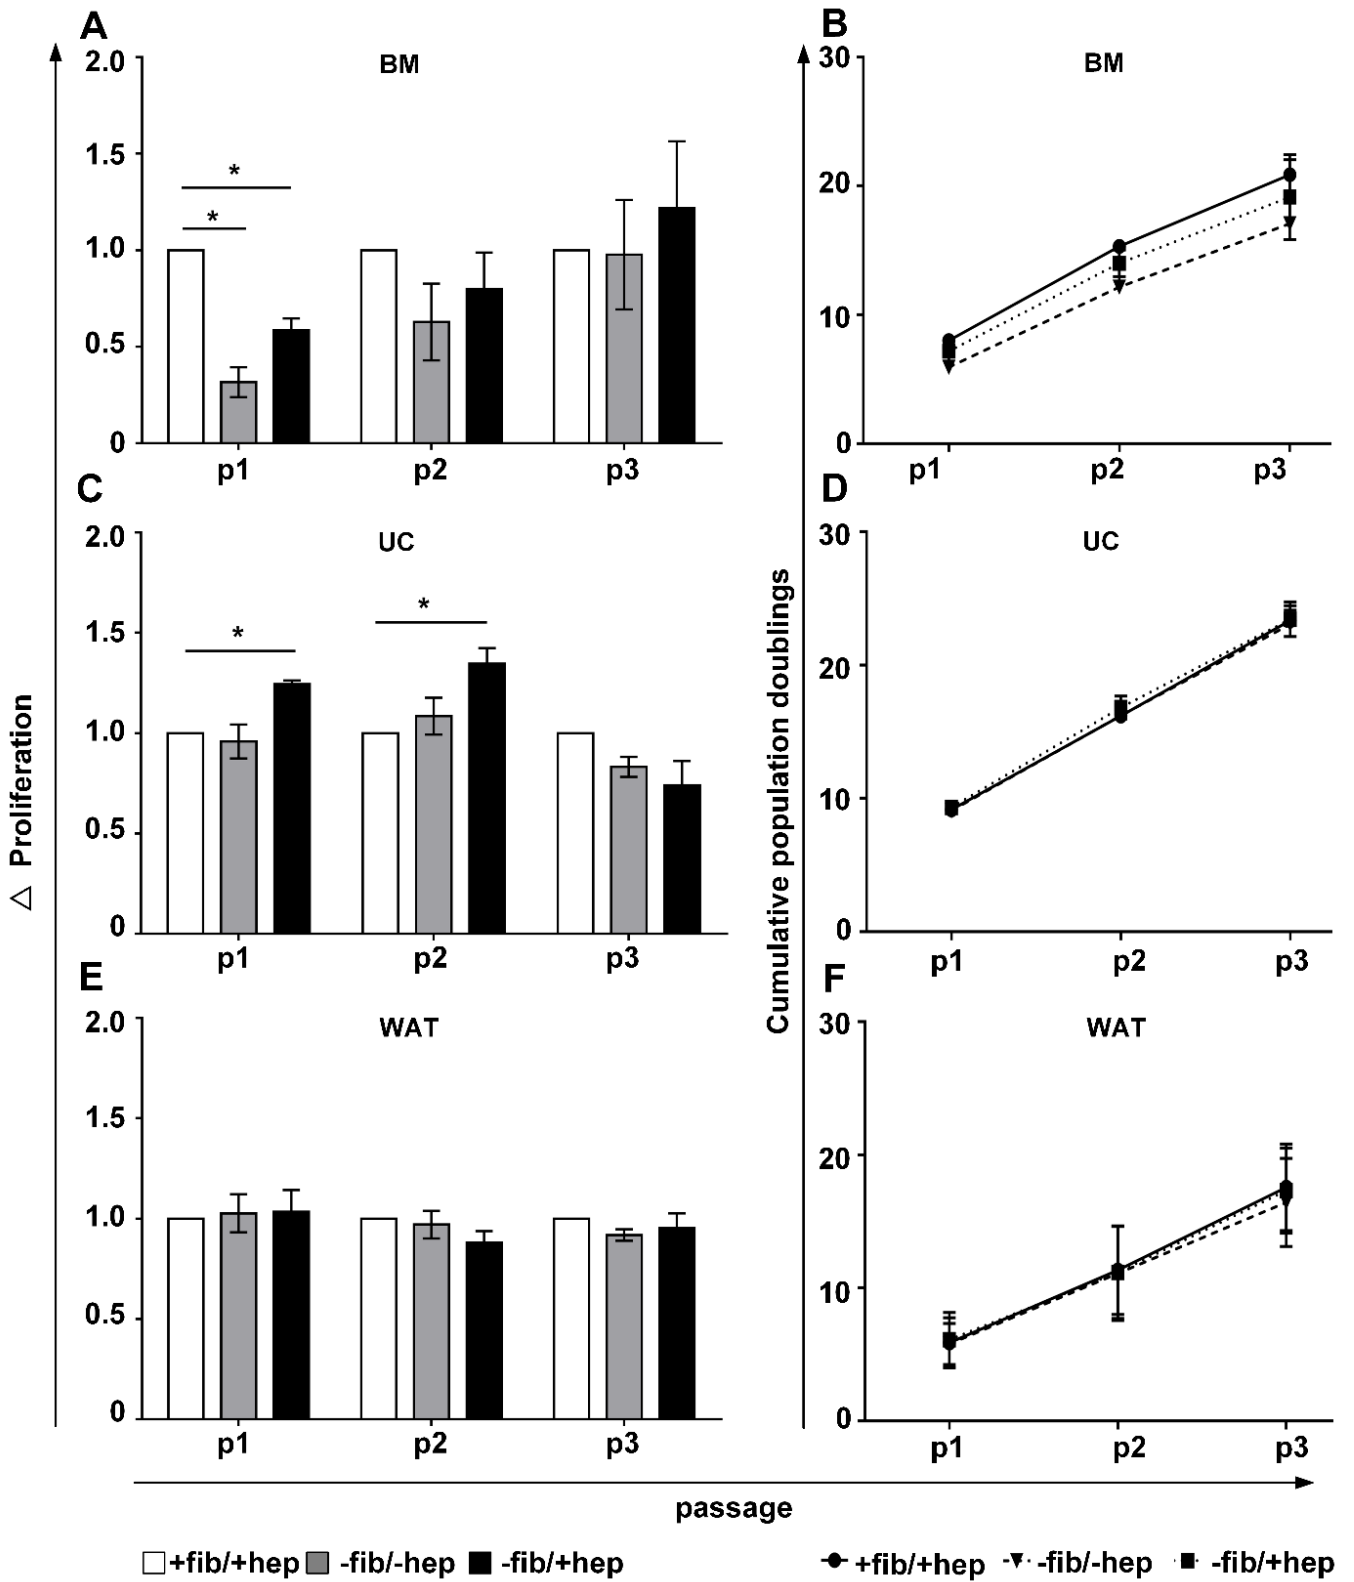 A
BM
2.0
1.5
1.0
0.5
0
*
*
p1
p2
p3
B
BM
30
20
10
0
p1
p2
p3
C
UC
2.0
1.5
1.0
0.5
0
*
*
p1
p2
p3
D
UC
30
20
10
0
p1
p2
p3
E
WAT
2.0
1.5
1.0
0.5
0
p1
p2
p3
F
WAT
30
20
10
0
p1
p2
p3
△ Proliferation
Cumulative population doublings
passage
+fib/+hep -fib/-hep -fib/+hep
+fib/+hep -fib/-hep -fib/+hep